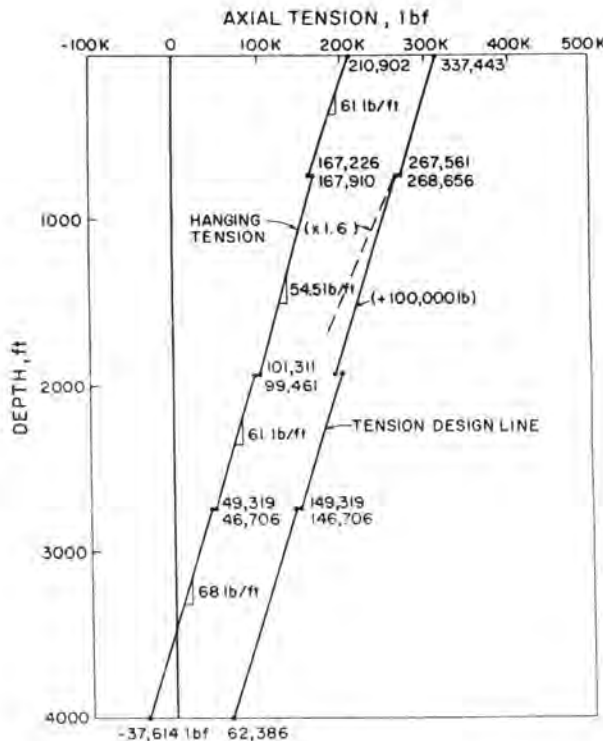 AXIAL TENSION, lbf
-100K 0 100K 200K 300K 400K 500K
210,902 337,443
61 lb/ft
167,226 267,561
167,910 268,656
1000
HANGING
TENSION
(x1.6)
54.5 lb/ft
(+100,000 lb)
DEPTH, ft
101,311
99,461
2000
61 lb/ft
TENSION DESIGN LINE
49,319 149,319
46,706 146,706
3000
68 lb/ft
4000
-37,614 lbf 62,386